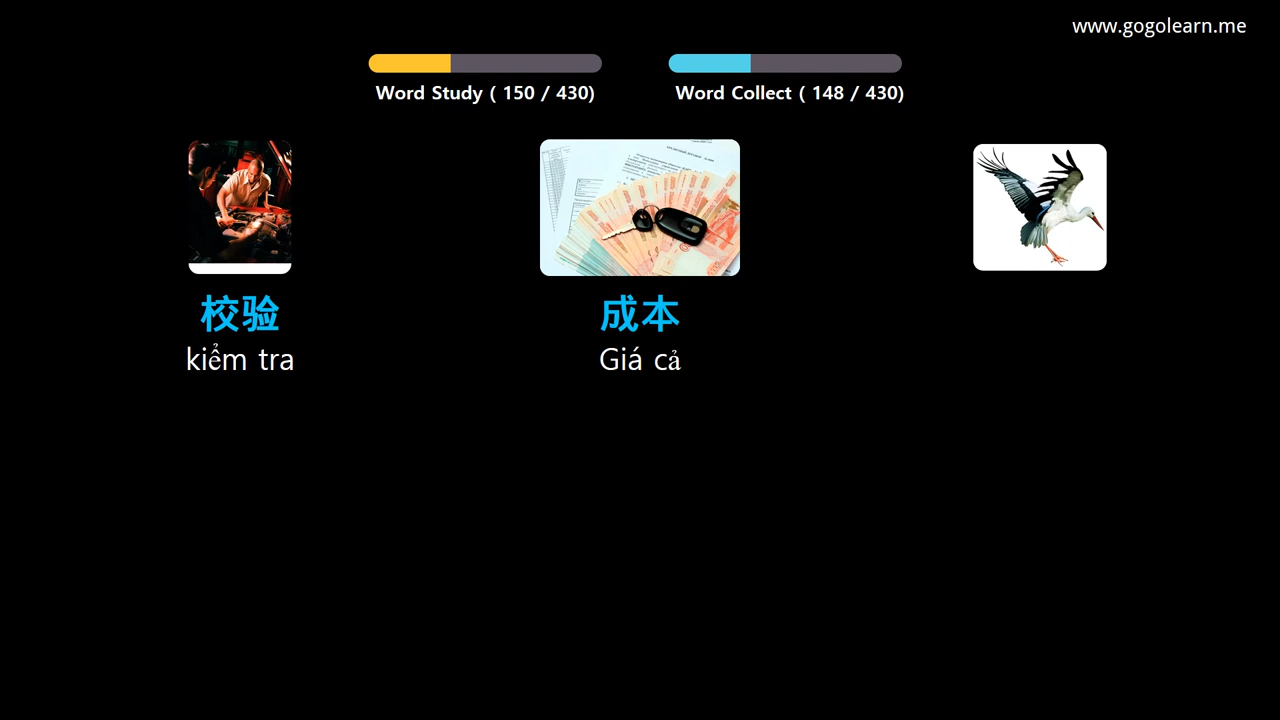 www.gogolearn.me
Word Study ( 150 / 430)
Word Collect ( 148 / 430)
校验
kiểm tra
成本
Giá cả